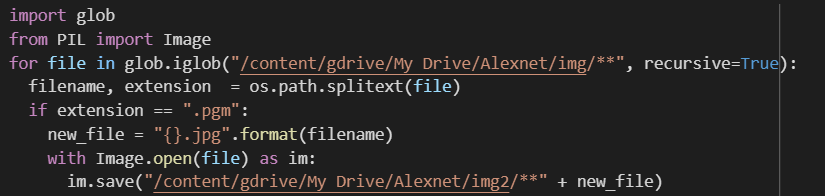 import glob
from PIL import Image
for file in glob.iglob("/content/gdrive/My Drive/Alexnet/img/**", recursive=True):
  filename, extension  = os.path.splitext(file)
  if extension == ".pgm":
    new_file = "{}.jpg".format(filename)
    with Image.open(file) as im:
      im.save("/content/gdrive/My Drive/Alexnet/img2/**" + new_file)